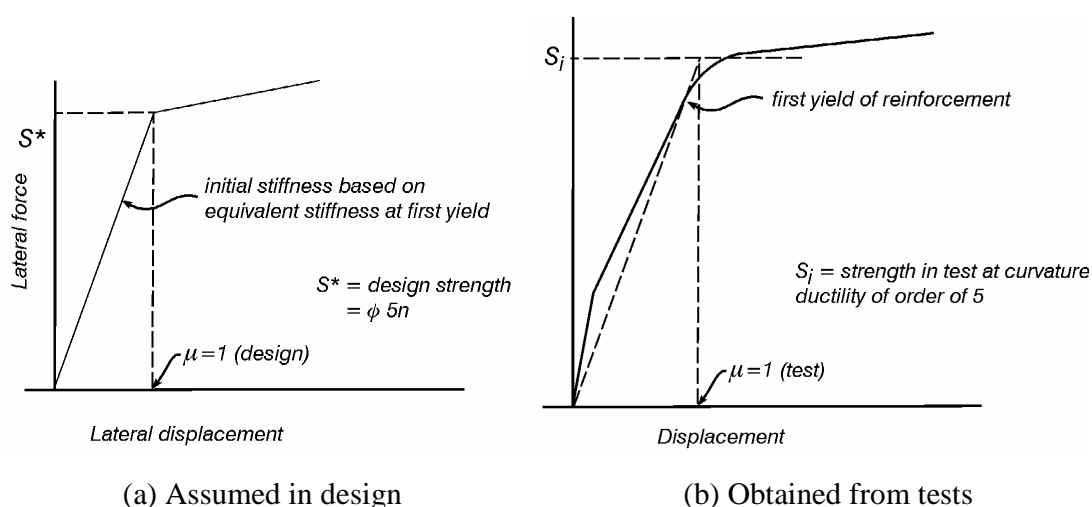 S*
Lateral force
initial stiffness based on
equivalent stiffness at first yield
S* = design strength
= ϕ 5n
μ=1 (design)
Lateral displacement
(a) Assumed in design
Si
first yield of reinforcement
Si = strength in test at curvature
ductility of order of 5
μ=1 (test)
Displacement
(b) Obtained from tests